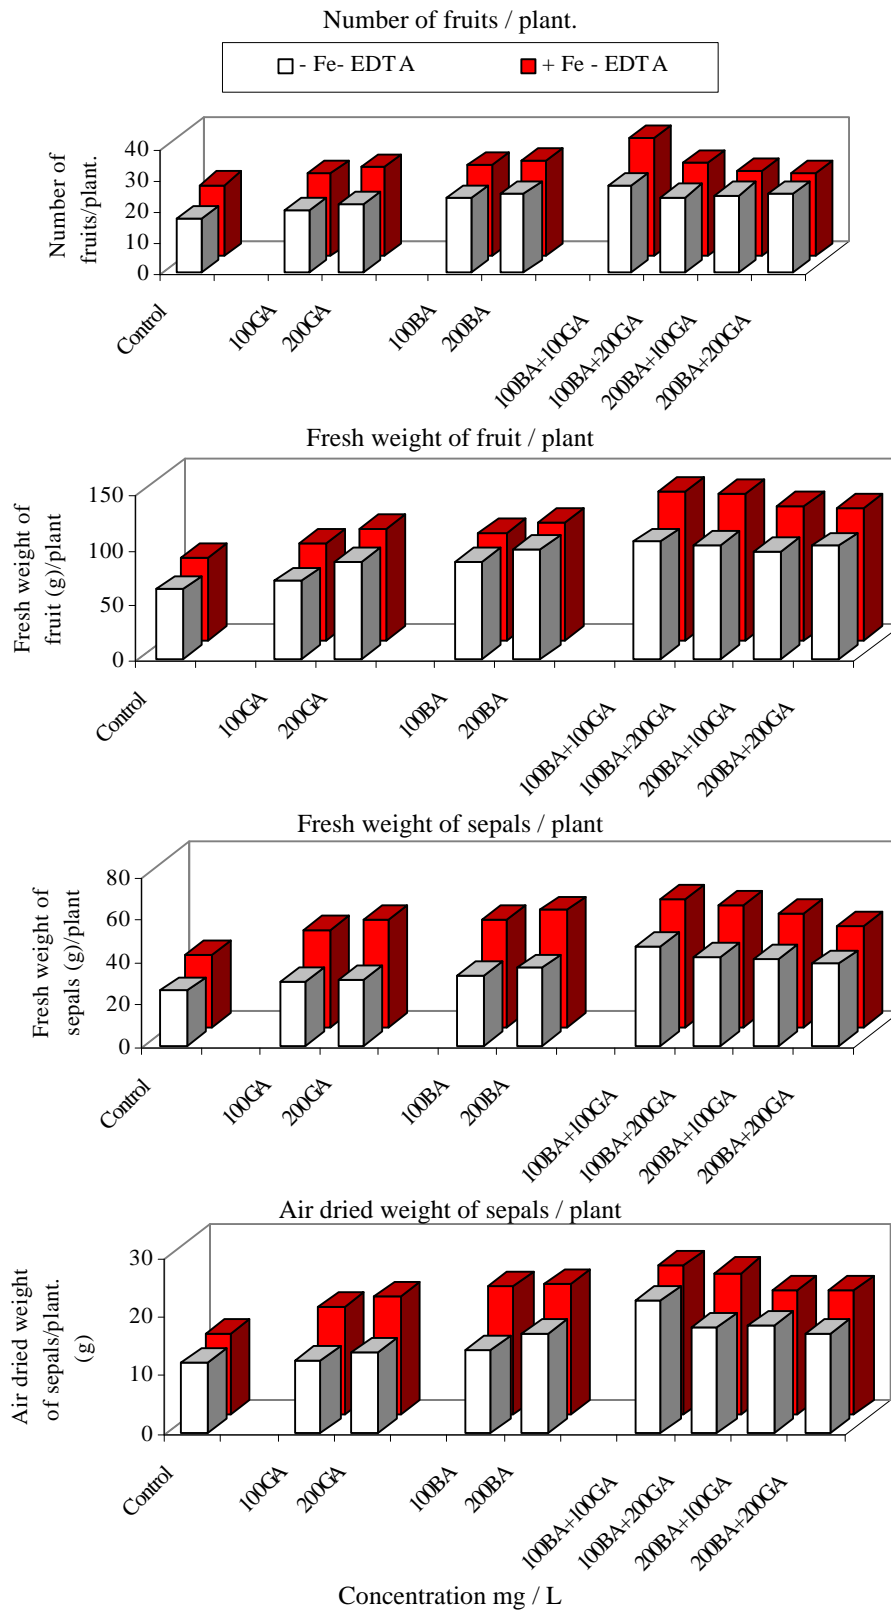 Number of fruits / plant.
- Fe- EDTA + Fe - EDTA
Number of
fruits/plant.
40
30
20
10
0
Control 100GA 200GA 100BA 200BA 100BA+100GA 100BA+200GA 200BA+100GA 200BA+200GA
Fresh weight of fruit / plant
Fresh weight of
fruit (g)/plant
150
100
50
0
Control 100GA 200GA 100BA 200BA 100BA+100GA 100BA+200GA 200BA+100GA 200BA+200GA
Fresh weight of sepals / plant
Fresh weight of
sepals (g)/plant
80
60
40
20
0
Control 100GA 200GA 100BA 200BA 100BA+100GA 100BA+200GA 200BA+100GA 200BA+200GA
Air dried weight of sepals / plant
Air dried weight
of sepals/plant.
(g)
30
20
10
0
Control 100GA 200GA 100BA 200BA 100BA+100GA 100BA+200GA 200BA+100GA 200BA+200GA
Concentration mg / L